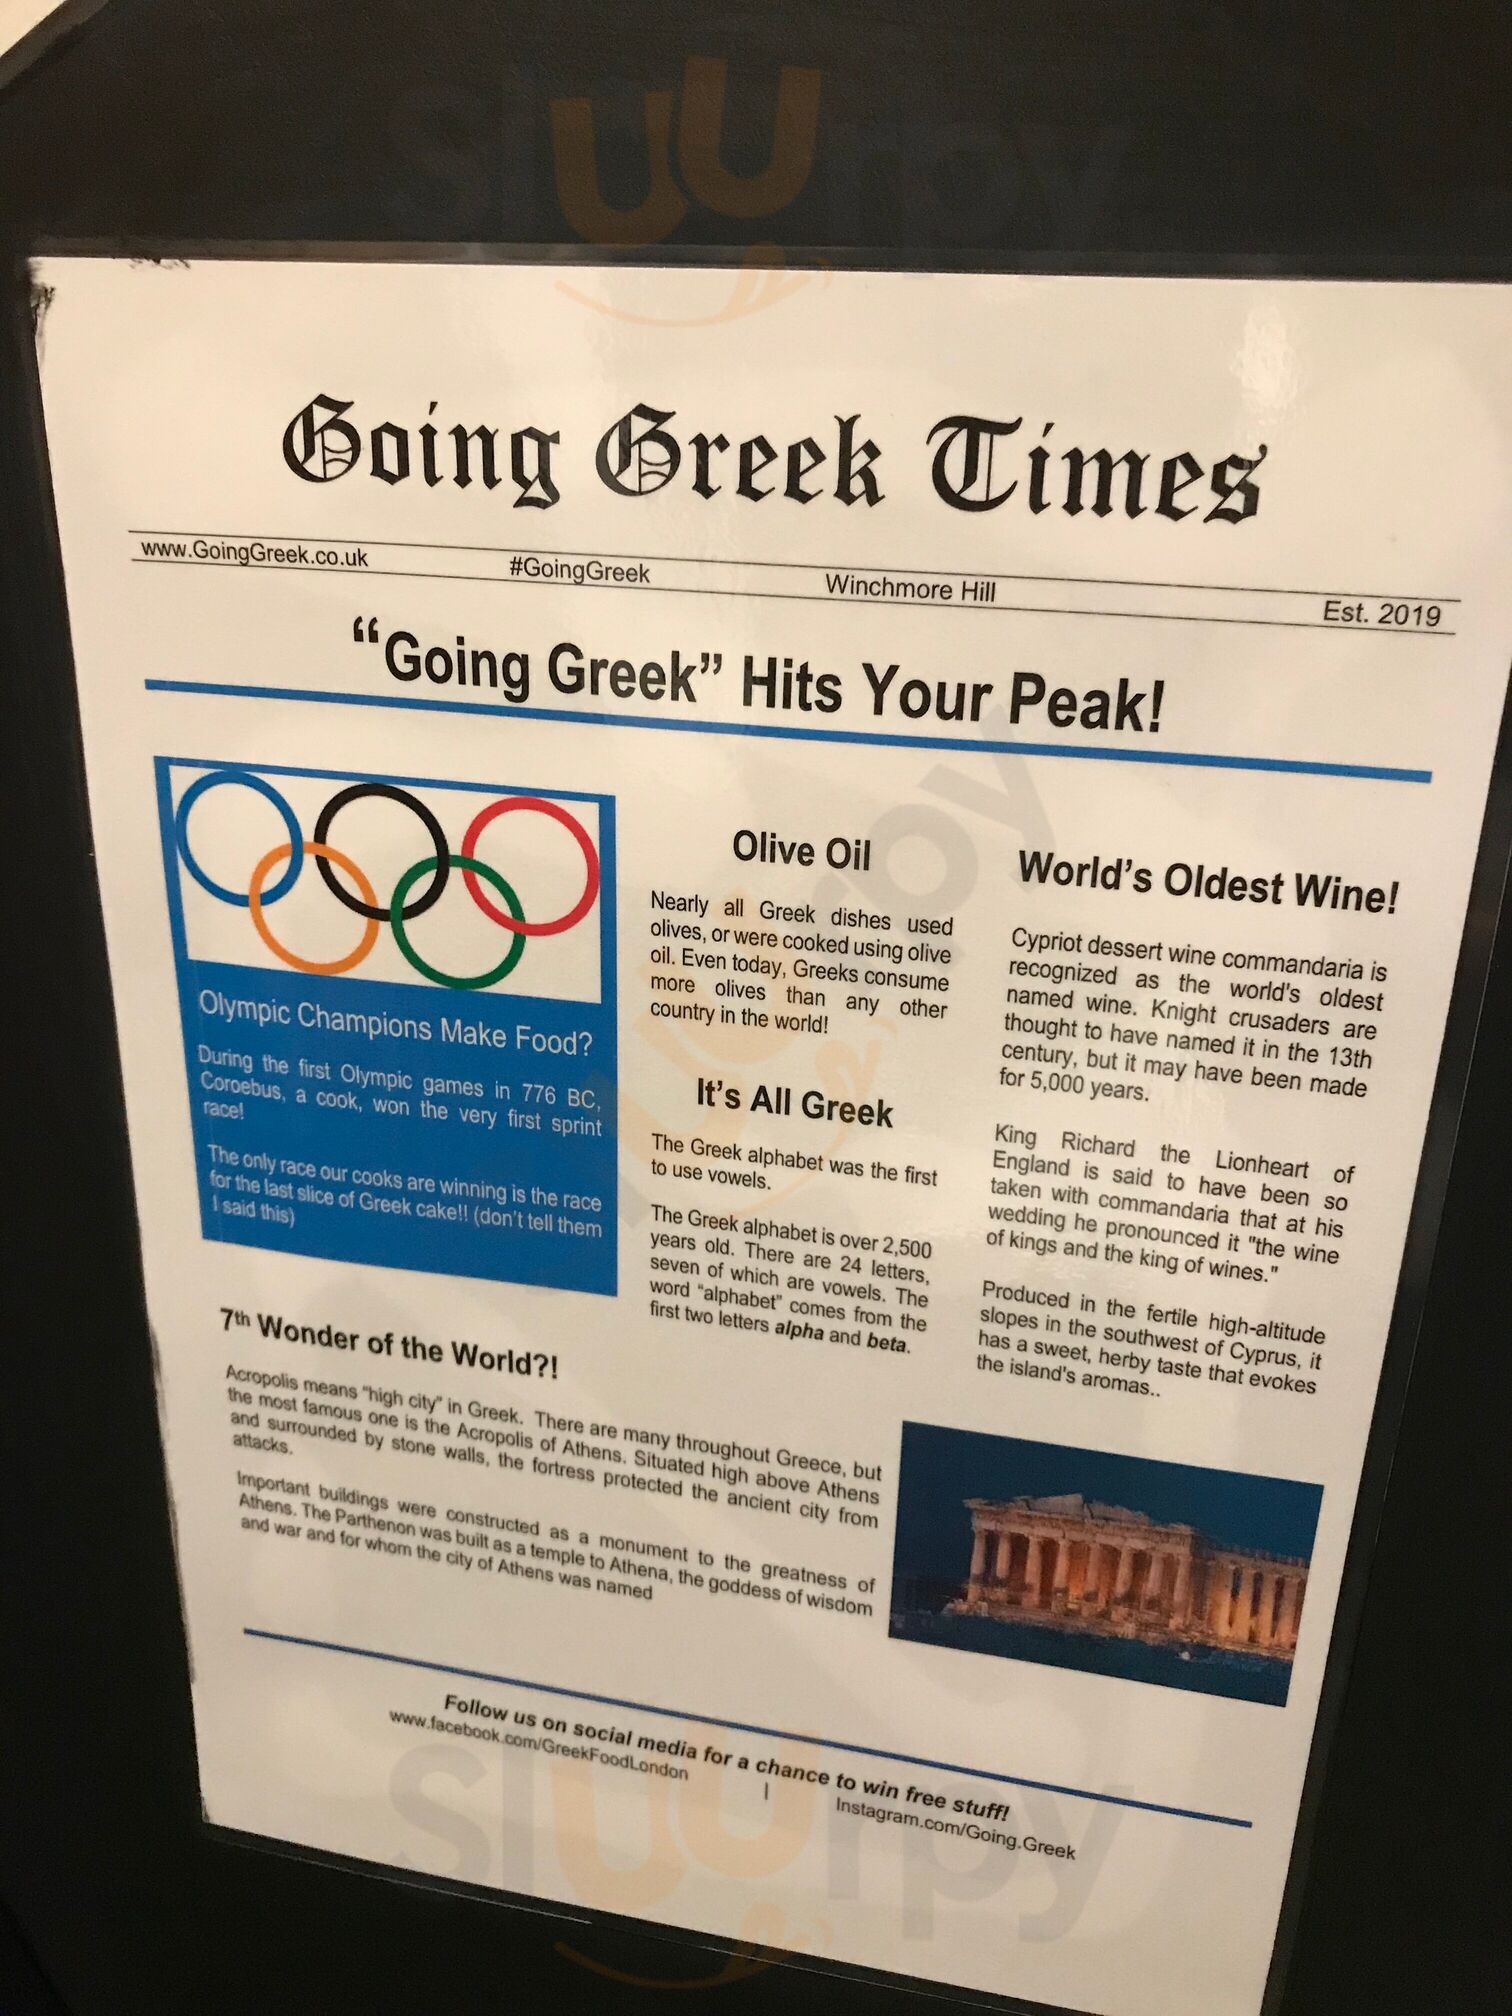 sluurpy
Going Greek Times
www.GoingGreek.co.uk #GoingGreek Winchmore Hill Est. 2019
“Going Greek” Hits Your Peak!
Olympic Champions Make Food?
During the first Olympic games in 776 BC,
Coroebus, a cook, won the very first sprint
race!
The only race our cooks are winning is the race
for the last slice of Greek cake!! (don't tell them
I said this)
Olive Oil
Nearly all Greek dishes used
olives, or were cooked using olive
oil. Even today, Greeks consume
more olives than any other
country in the world!
It's All Greek
The Greek alphabet was the first
to use vowels.
The Greek alphabet is over 2,500
years old. There are 24 letters,
seven of which are vowels. The
word “alphabet” comes from the
first two letters alpha and beta.
World's Oldest Wine!
Cypriot dessert wine commandaria is
recognized as the world's oldest
named wine. Knight crusaders are
thought to have named it in the 13th
century, but it may have been made
for 5,000 years.
King Richard the Lionheart of
England is said to have been so
taken with commandaria that at his
wedding he pronounced it "the wine
of kings and the king of wines."
Produced in the fertile high-altitude
slopes in the southwest of Cyprus, it
has a sweet, herby taste that evokes
the island's aromas..
7th Wonder of the World?!
Acropolis means “high city” in Greek. There are many throughout Greece, but
the most famous one is the Acropolis of Athens. Situated high above Athens
and surrounded by stone walls, the fortress protected the ancient city from
attacks.
Important buildings were constructed as a monument to the greatness of
Athens. The Parthenon was built as a temple to Athena, the goddess of wisdom
and war and for whom the city of Athens was named
Follow us on social media for a chance to win free stuff!
www.facebook.com/GreekFoodLondon | Instagram.com/Going.Greek
sluurpy